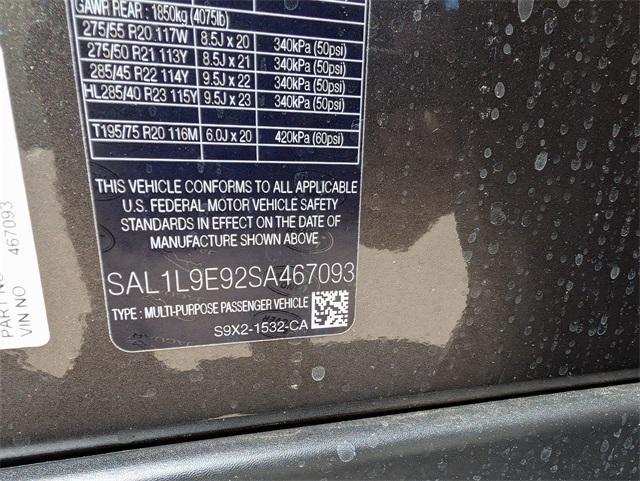 GAWR REAR : 1850kg (4075lb)
275/55 R20 117W 8.5J x 20 340kPa (50psi)
275/50 R21 113Y 8.5J x 21 340kPa (50psi)
285/45 R22 114Y 9.5J x 22 340kPa (50psi)
HL285/40 R23 115Y 9.5J x 23 340kPa (50psi)
T195/75 R20 116M 6.0J x 20 420kPa (60psi)
THIS VEHICLE CONFORMS TO ALL APPLICABLE
U.S. FEDERAL MOTOR VEHICLE SAFETY
STANDARDS IN EFFECT ON THE DATE OF
MANUFACTURE SHOWN ABOVE
SAL1L9E92SA467093
TYPE : MULTI-PURPOSE PASSENGER VEHICLE
S9X2-1532-CA
PART NO
VIN NO 467093